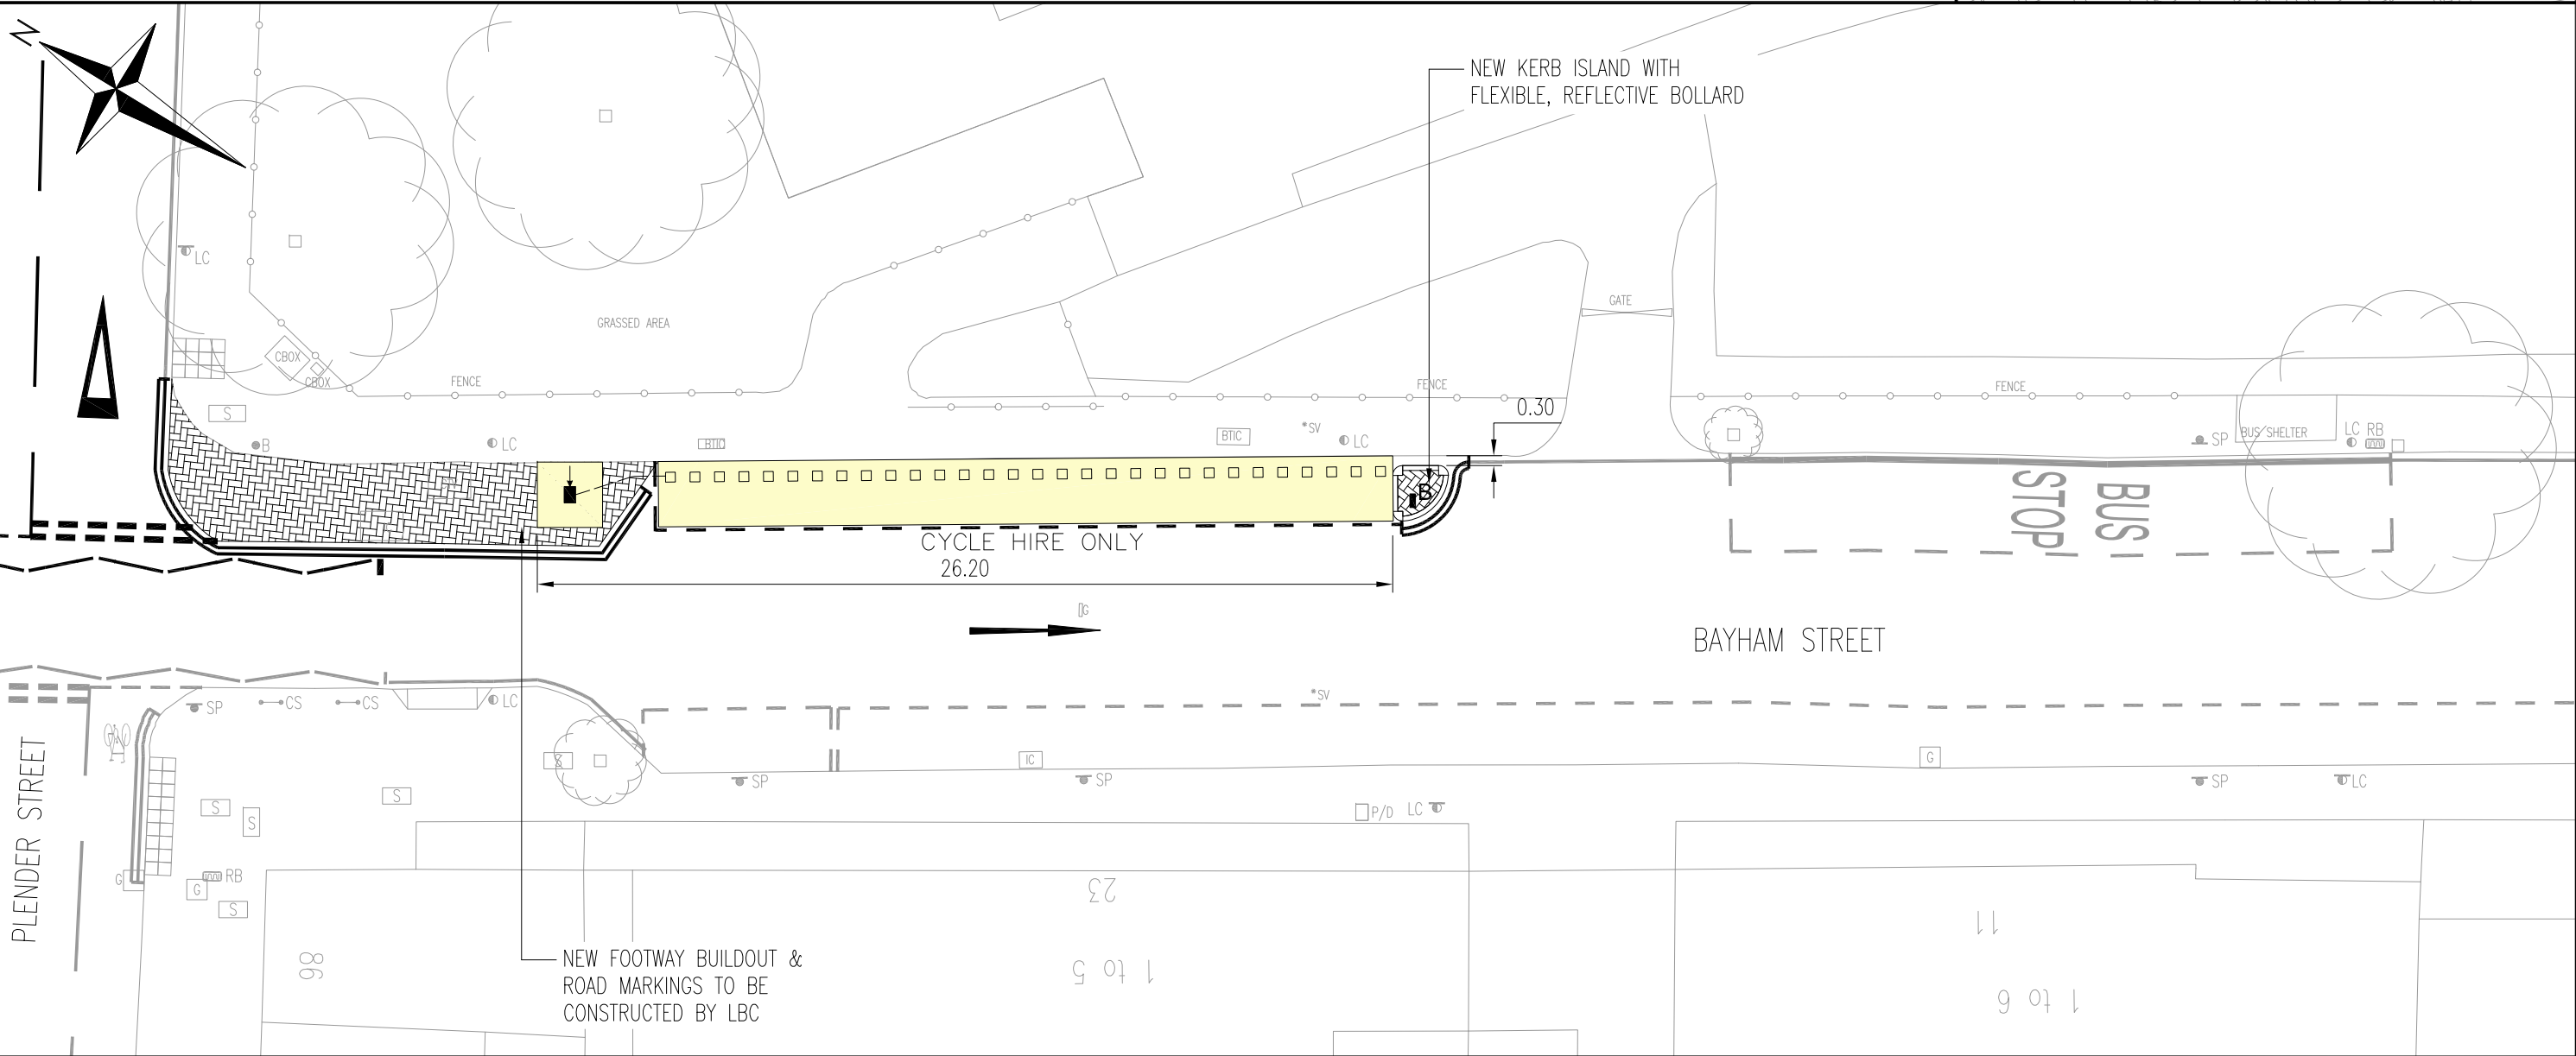 N
NEW KERB ISLAND WITH
FLEXIBLE, REFLECTIVE BOLLARD
LC
GRASSED AREA
GATE
CBOX
CBOX
FENCE
FENCE
FENCE
S
0.30
B
LC
BTIC
BTIC
SV
LC
SP
BUS SHELTER
LC RB
B
BUS
STOP
CYCLE HIRE ONLY
26.20
G
BAYHAM STREET
SP
CS
CS
LC
SV
PLENDER STREET
S
IC
G
SP
SP
SP
LC
S
S
S
P/D
LC
G
G
RB
S
23
11
98
1 to 5
1 to 6
NEW FOOTWAY BUILDOUT &
ROAD MARKINGS TO BE
CONSTRUCTED BY LBC